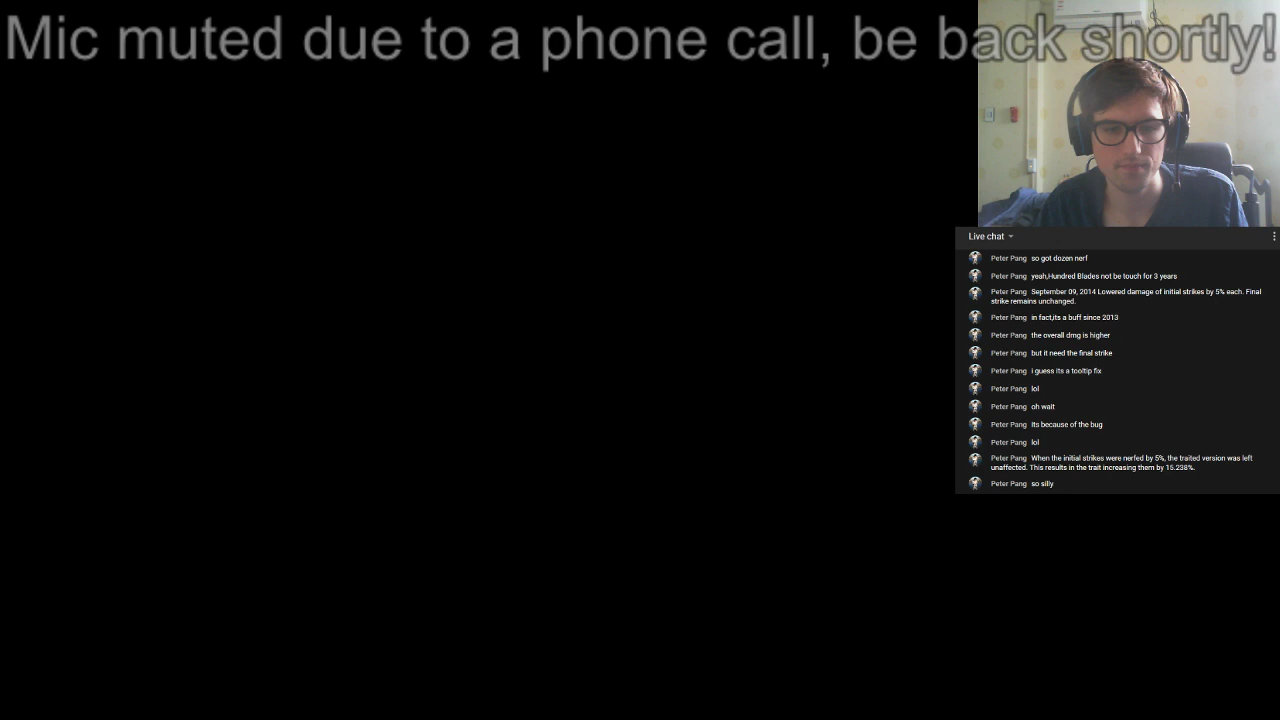 Mic muted due to a phone call, be back shortly!
Live chat
Peter Pang so got dozen nerf
Peter Pang yeah,Hundred Blades not be touch for 3 years
Peter Pang September 09, 2014 Lowered damage of initial strikes by 5% each. Final
strike remains unchanged.
Peter Pang in fact,its a buff since 2013
Peter Pang the overall dmg is higher
Peter Pang but it need the final strike
Peter Pang i guess its a tooltip fix
Peter Pang lol
Peter Pang oh wait
Peter Pang Its because of the bug
Peter Pang lol
Peter Pang When the initial strikes were nerfed by 5%, the traited version was left
unaffected. This results in the trait increasing them by 15.238%.
Peter Pang so silly